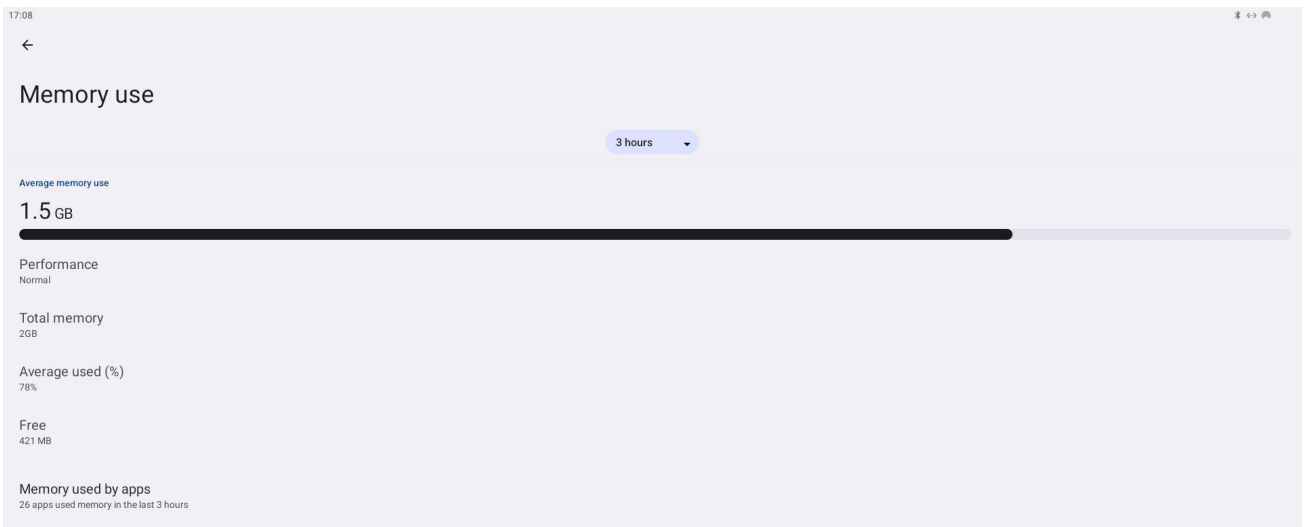 17:08
Memory use
3 hours
Average memory use
1.5 GB
Performance
Normal
Total memory
2GB
Average used (%)
78%
Free
421 MB
Memory used by apps
26 apps used memory in the last 3 hours